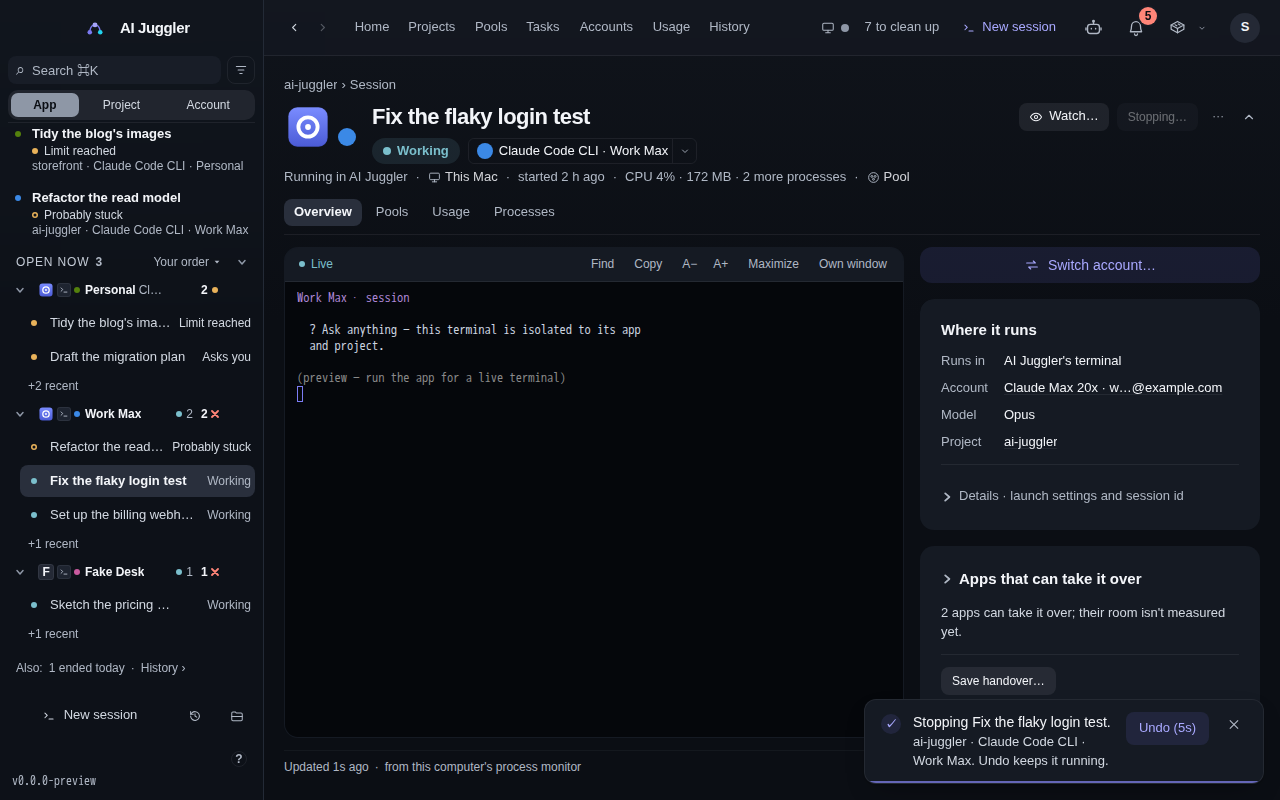 AI Juggler
Search ⌘K
App Project Account
Tidy the blog's images
Limit reached
storefront · Claude Code CLI · Personal
Refactor the read model
Probably stuck
ai-juggler · Claude Code CLI · Work Max
OPEN NOW 3 Your order
Personal Cl… 2
Tidy the blog's ima… Limit reached
Draft the migration plan Asks you
+2 recent
Work Max 2 2
Refactor the read… Probably stuck
Fix the flaky login test Working
Set up the billing webh… Working
+1 recent
F Fake Desk 1 1
Sketch the pricing … Working
+1 recent
Also: 1 ended today · History ›
New session
?
v0.0.0-preview
Home Projects Pools Tasks Accounts Usage History 7 to clean up New session 5 S
ai-juggler › Session
Fix the flaky login test
Watch… Stopping… ⋯
Working Claude Code CLI · Work Max
Running in AI Juggler · This Mac · started 2 h ago · CPU 4% · 172 MB · 2 more processes · Pool
Overview Pools Usage Processes
Live Find Copy A− A+ Maximize Own window
Work Max · session
? Ask anything — this terminal is isolated to its app
and project.
(preview — run the app for a live terminal)
Updated 1s ago · from this computer's process monitor
Switch account…
Where it runs
Runs in AI Juggler's terminal
Account Claude Max 20x · w…@example.com
Model Opus
Project ai-juggler
Details · launch settings and session id
Apps that can take it over
2 apps can take it over; their room isn't measured
yet.
Save handover…
Stopping Fix the flaky login test.
ai-juggler · Claude Code CLI ·
Work Max. Undo keeps it running.
Undo (5s)